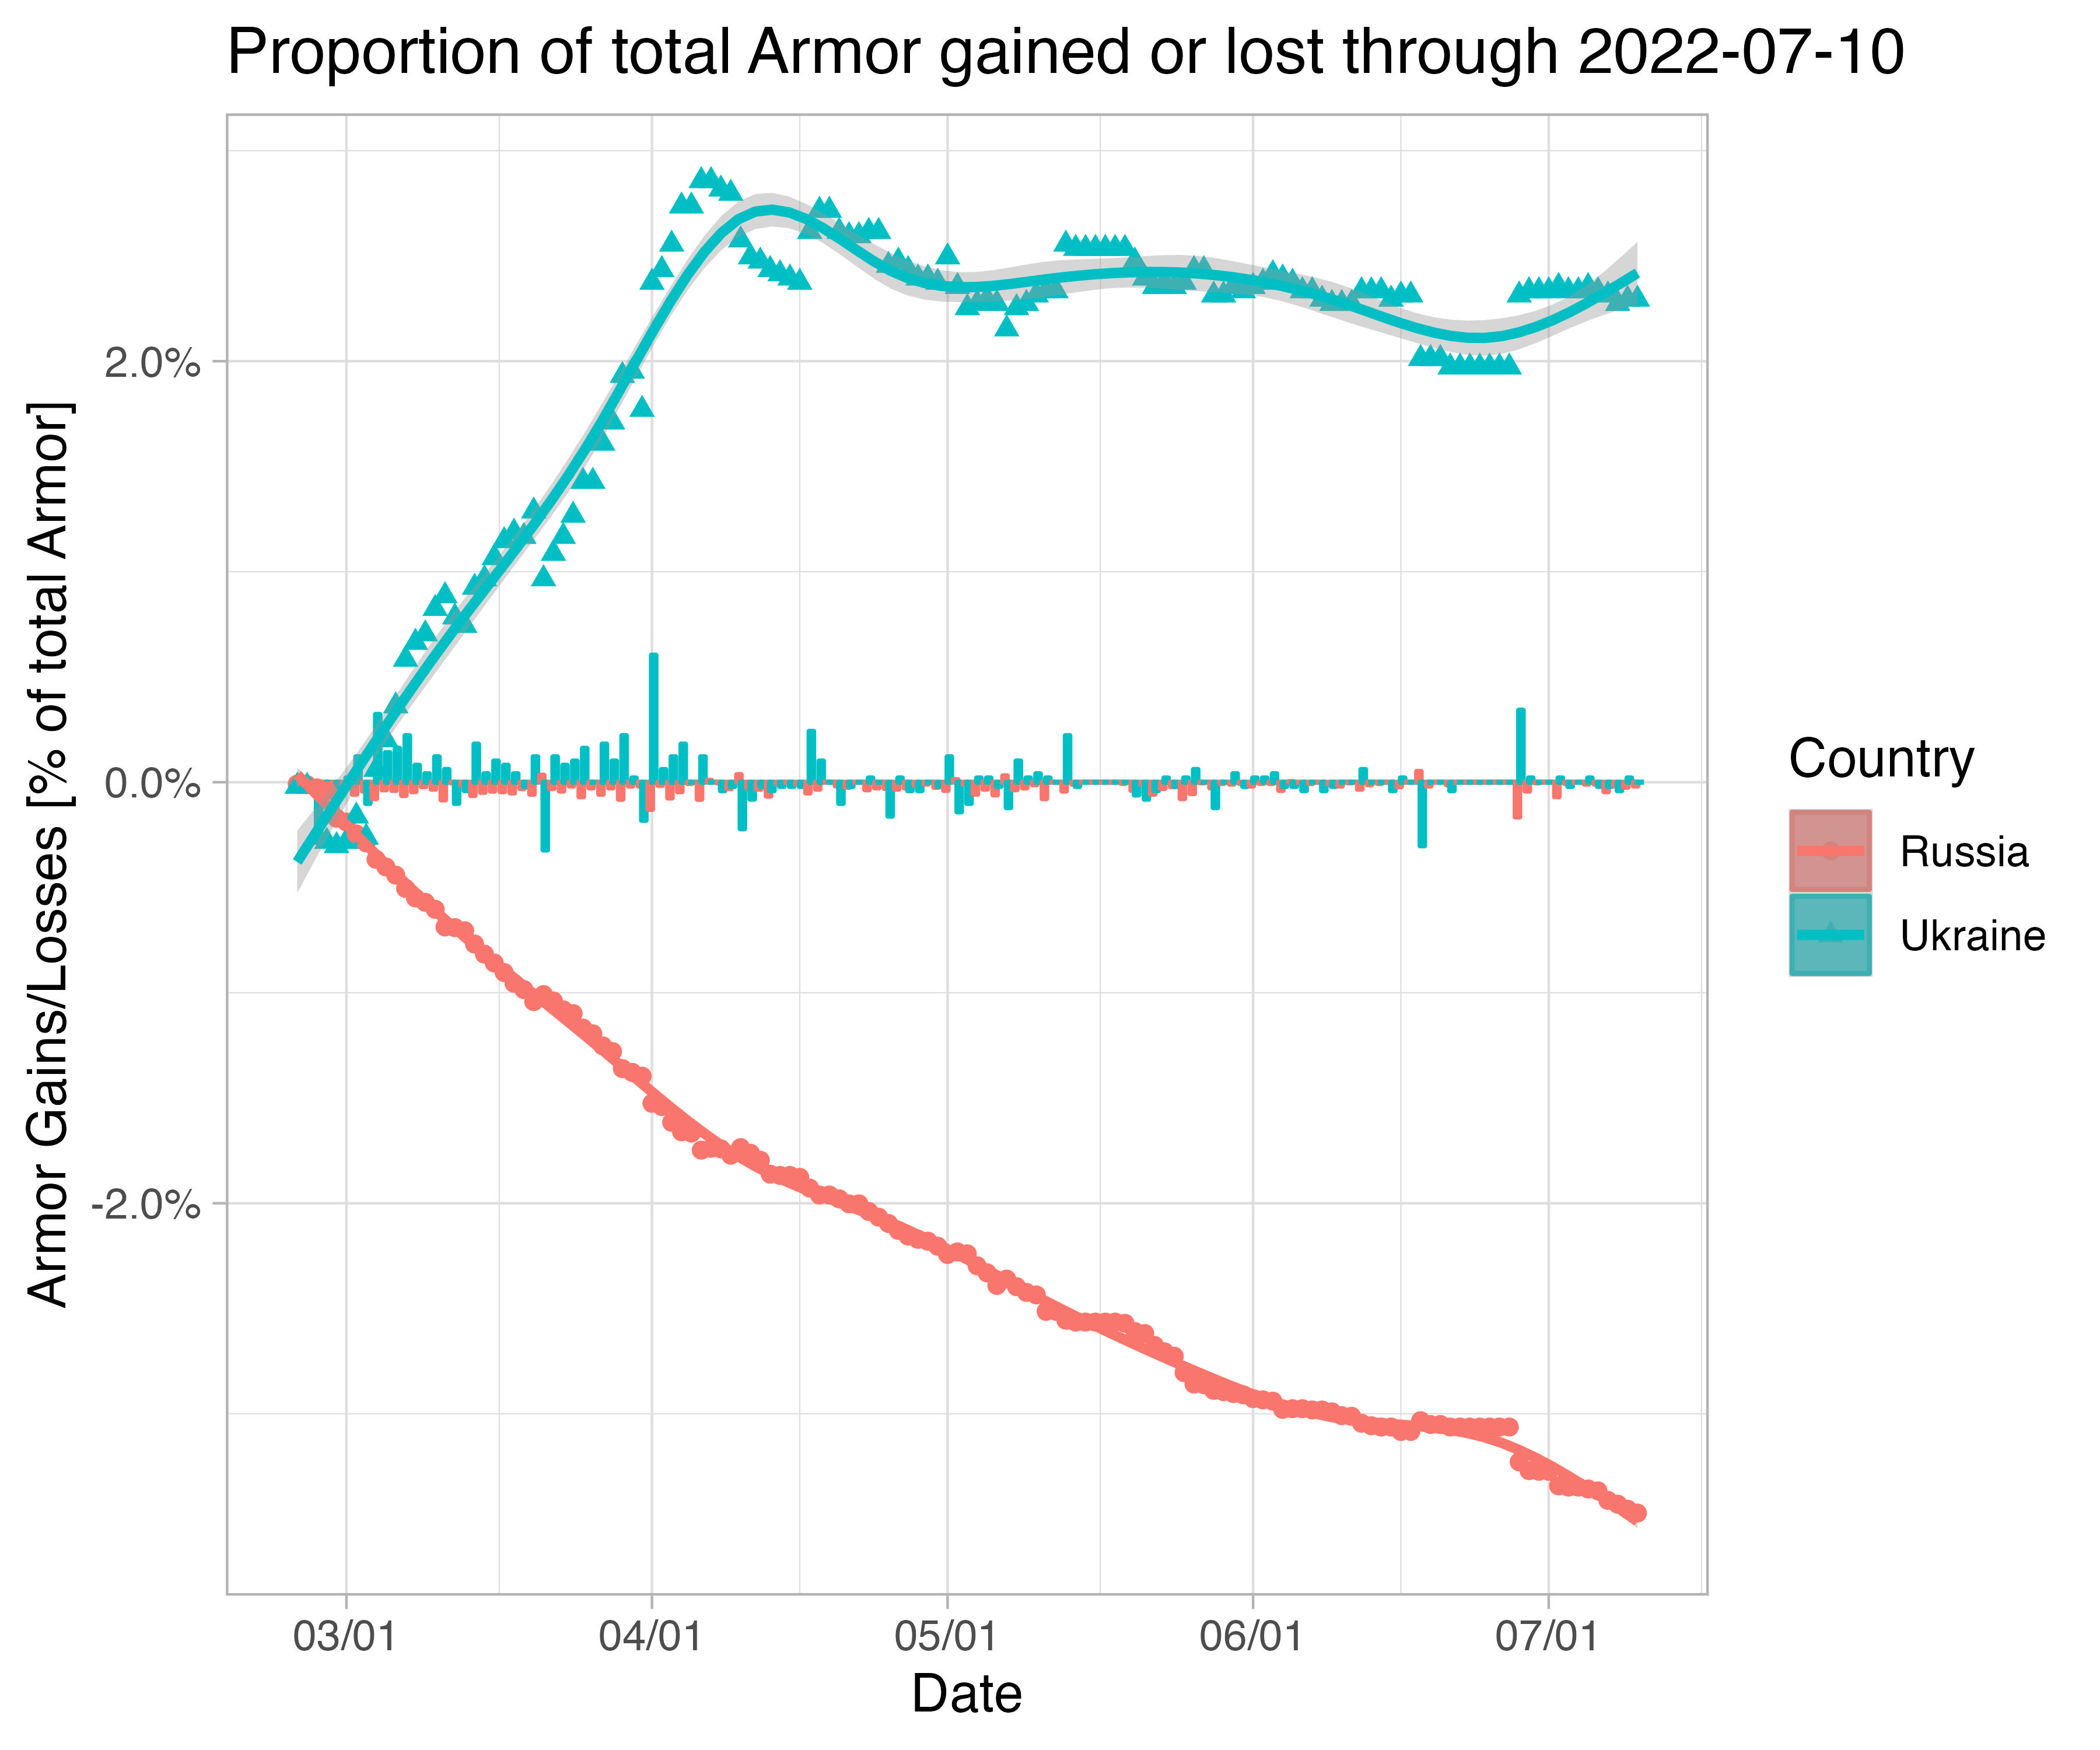 Proportion of total Armor gained or lost through 2022-07-10
Armor Gains/Losses [% of total Armor]
2.0%
0.0%
-2.0%
03/01 04/01 05/01 06/01 07/01
Date
Country
Russia
Ukraine